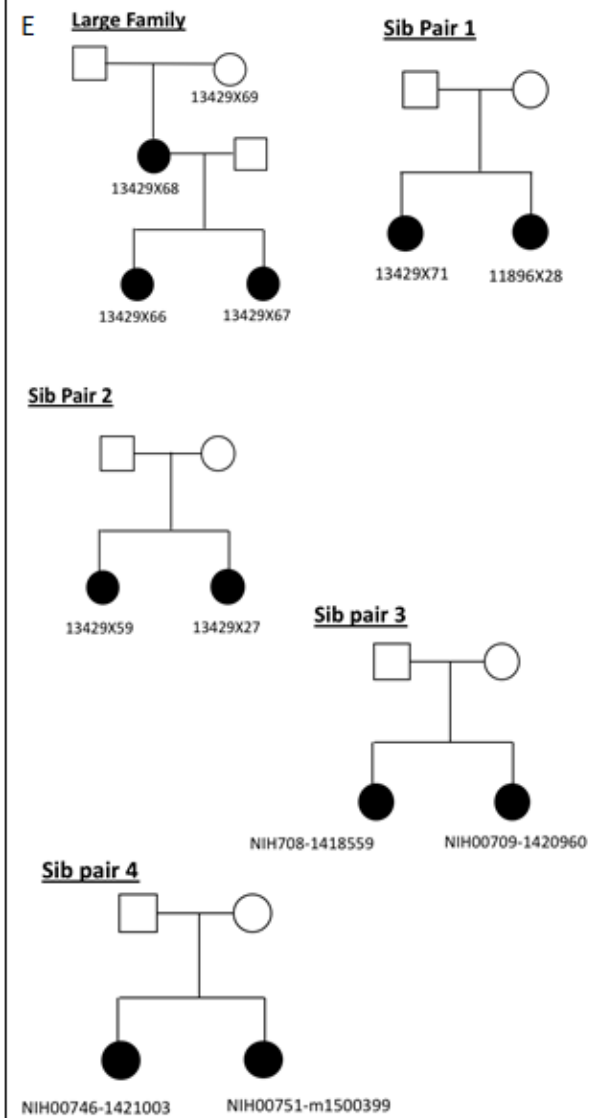 E
Large Family
13429X69
13429X68
13429X66 13429X67
Sib Pair 1
13429X71 11896X28
Sib Pair 2
13429X59 13429X27
Sib pair 3
NIH708-1418559 NIH00709-1420960
Sib pair 4
NIH00746-1421003 NIH00751-m1500399